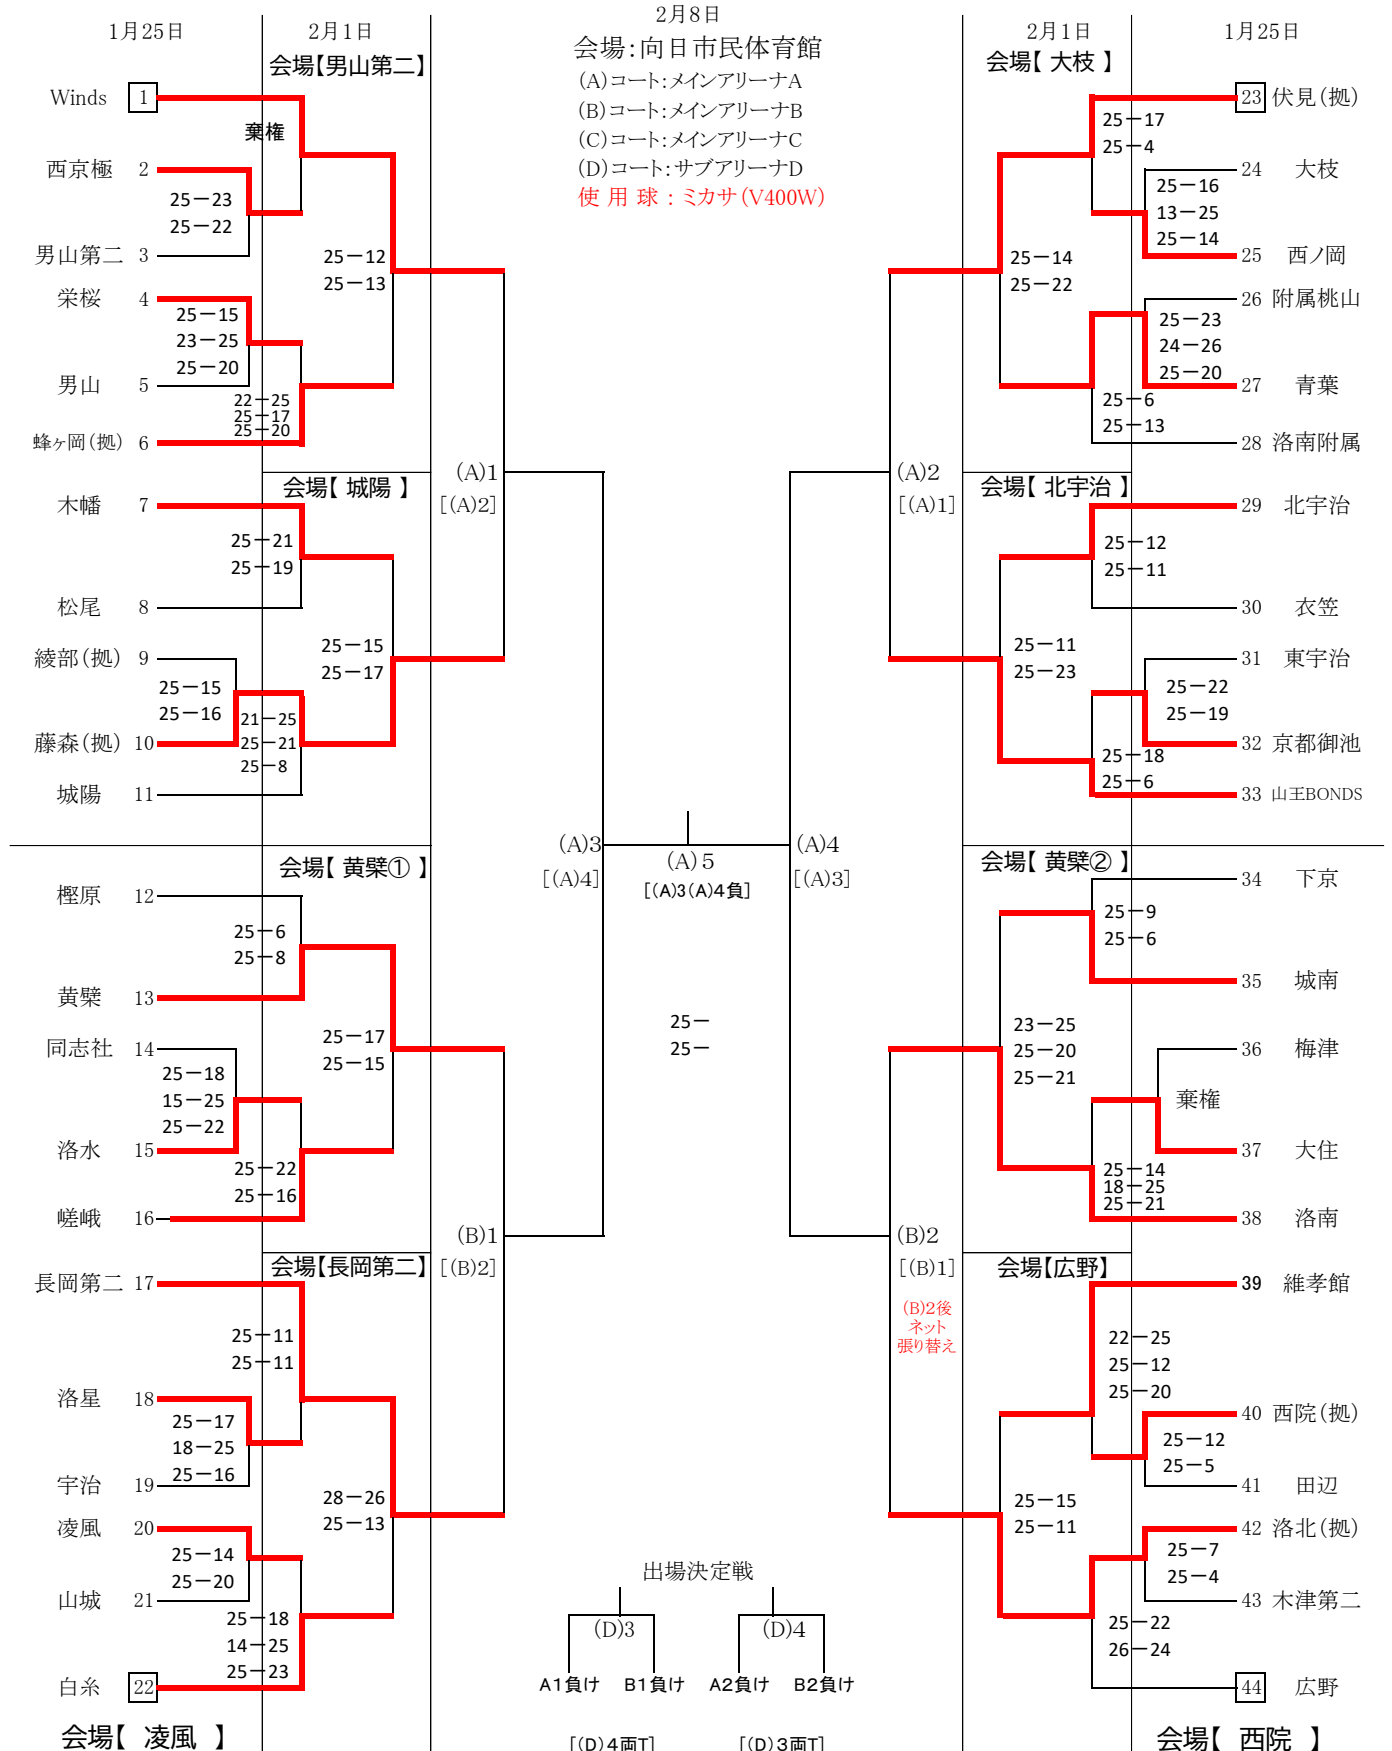 1月25日
2月1日
2月8日
2月1日
1月25日
会場:向日市民体育館
(A)コート:メインアリーナA
(B)コート:メインアリーナB
(C)コート:メインアリーナC
(D)コート:サブアリーナD
使 用 球 : ミカサ(V400W)
会場【男山第二】
Winds 1
棄権
西京極 2
25－23
25－22
男山第二 3
25－12
25－13
栄桜 4
25－15
23－25
25－20
男山 5
22－25
25－17
25－20
蜂ヶ岡(拠) 6
(A)1
[(A)2]
会場【 城陽 】
木幡 7
25－21
25－19
松尾 8
25－15
25－17
綾部(拠) 9
25－15
25－16
藤森(拠) 10
21－25
25－21
25－8
城陽 11
(A)3
[(A)4]
会場【 黄檗① 】
樫原 12
25－6
25－8
黄檗 13
25－17
25－15
同志社 14
25－18
15－25
25－22
洛水 15
25－22
25－16
嵯峨 16
(B)1
[(B)2]
会場【長岡第二】
長岡第二 17
25－11
25－11
洛星 18
25－17
18－25
25－16
宇治 19
28－26
25－13
凌風 20
25－14
25－20
山城 21
25－18
14－25
25－23
白糸 22
会場【 凌風 】
(A)5
[(A)3(A)4負]
25－
25－
出場決定戦
(D)3
(D)4
A1負け B1負け A2負け B2負け
[(D)4両T]
[(D)3両T]
会場【 大枝 】
23 伏見(拠)
25－17
25－4
24 大枝
25－16
13－25
25－14
25 西ノ岡
25－14
25－22
26 附属桃山
25－23
24－26
25－20
27 青葉
25－6
25－13
28 洛南附属
(A)2
[(A)1]
会場【 北宇治 】
29 北宇治
25－12
25－11
30 衣笠
25－11
25－23
31 東宇治
25－22
25－19
32 京都御池
25－18
25－6
33 山王BONDS
(A)4
[(A)3]
会場【 黄檗② 】
34 下京
25－9
25－6
35 城南
23－25
25－20
25－21
36 梅津
棄権
37 大住
25－14
18－25
25－21
38 洛南
(B)2
[(B)1]
(B)2後
ネット
張り替え
会場【広野】
39 維孝館
22－25
25－12
25－20
40 西院(拠)
25－12
25－5
41 田辺
25－15
25－11
42 洛北(拠)
25－7
25－4
43 木津第二
25－22
26－24
44 広野
会場【 西院 】